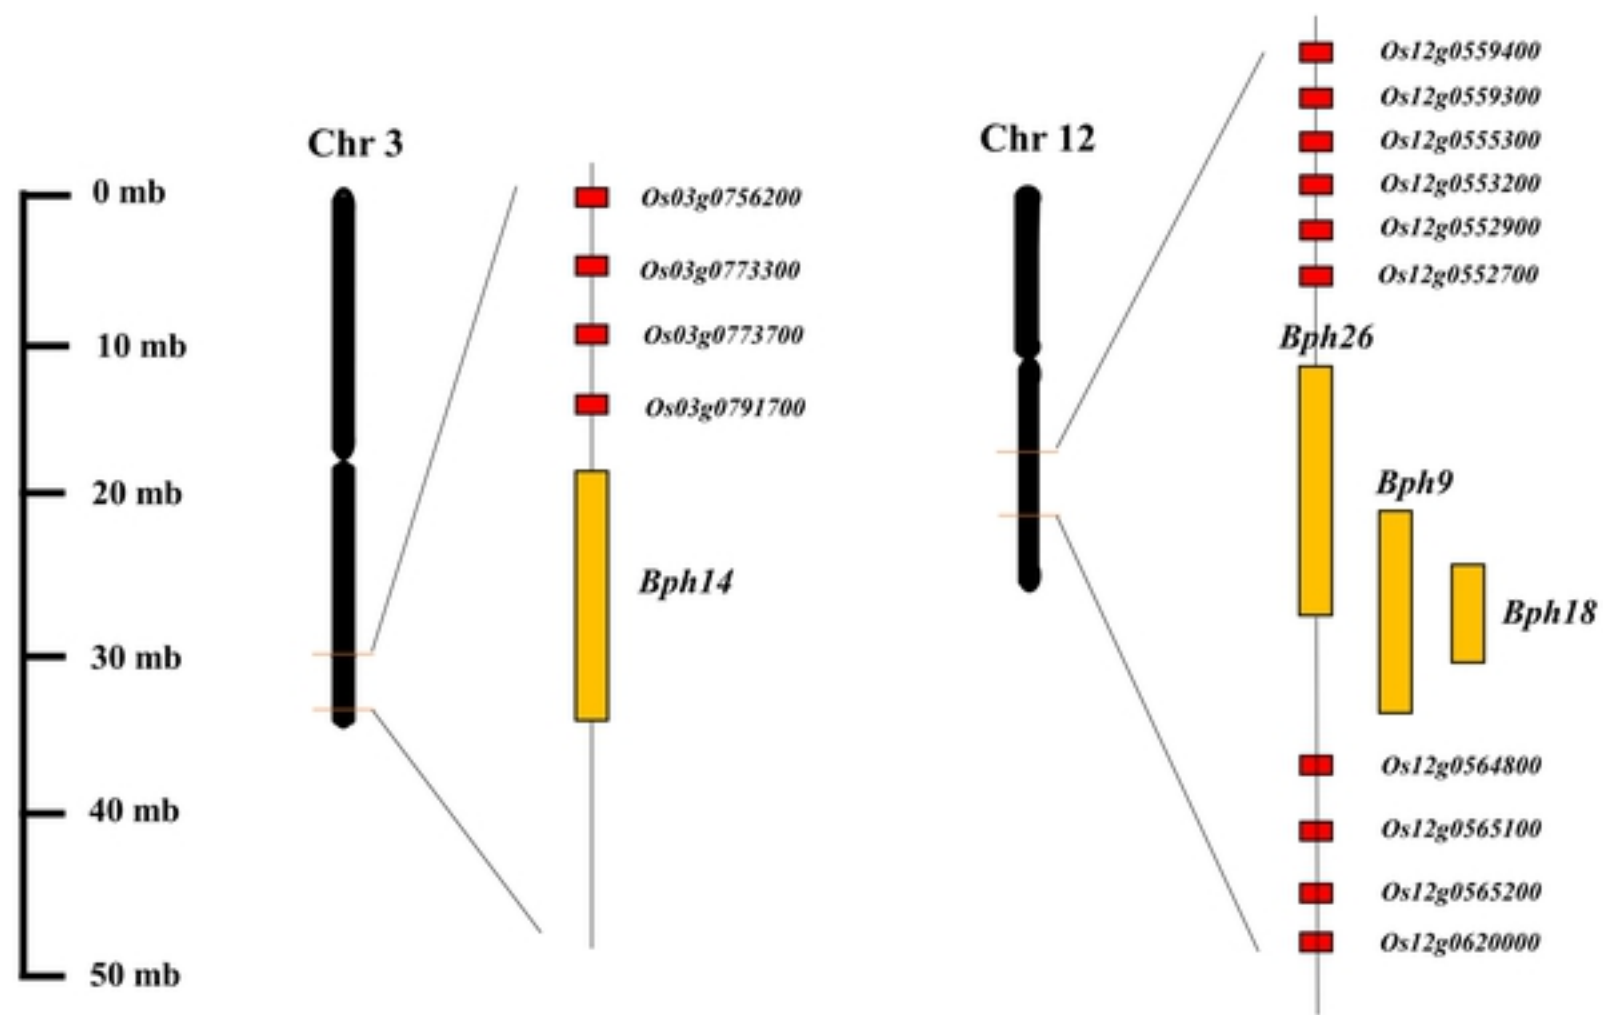 Chr 3
0 mb
10 mb
20 mb
30 mb
40 mb
50 mb
Os03g0756200
Os03g0773300
Os03g0773700
Os03g0791700
Bph14
Chr 12
Os12g0559400
Os12g0559300
Os12g0555300
Os12g0553200
Os12g0552900
Os12g0552700
Bph26
Bph9
Bph18
Os12g0564800
Os12g0565100
Os12g0565200
Os12g0620000